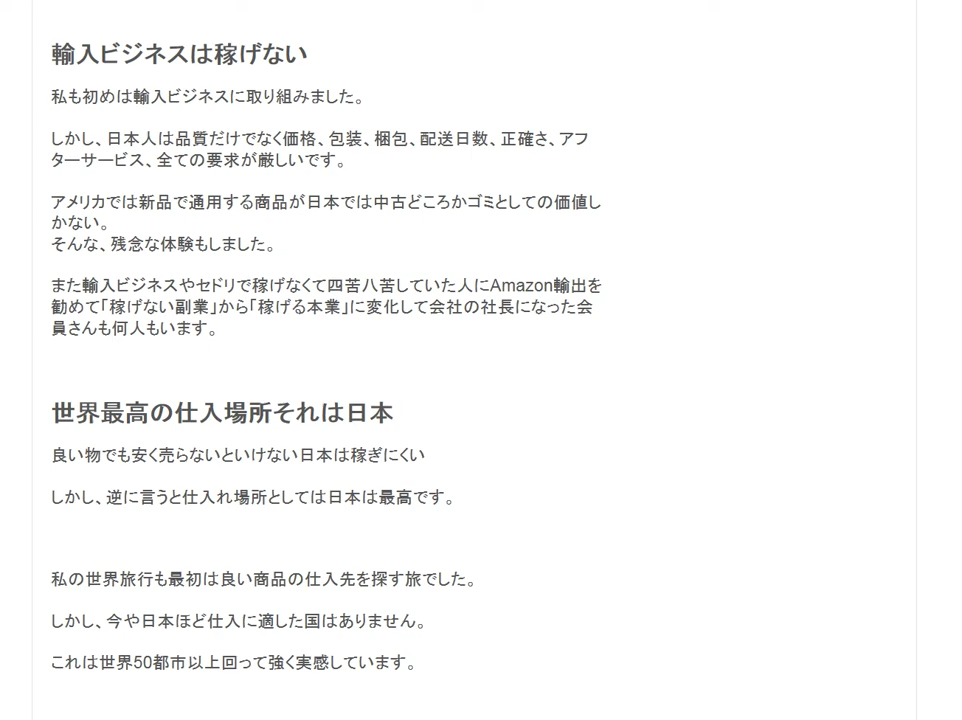 輸入ビジネスは稼げない
私も初めは輸入ビジネスに取り組みました。
しかし、日本人は品質だけでなく価格、包装、梱包、配送日数、正確さ、アフ
ターサービス、全ての要求が厳しいです。
アメリカでは新品で通用する商品が日本では中古どころかゴミとしての価値し
かない。
そんな、残念な体験もしました。
また輸入ビジネスやセドリで稼げなくて四苦八苦していた人にAmazon輸出を
勧めて「稼げない副業」から「稼げる本業」に変化して会社の社長になった会
員さんも何人もいます。
世界最高の仕入場所それは日本
良い物でも安く売らないといけない日本は稼ぎにくい
しかし、逆に言うと仕入れ場所としては日本は最高です。
私の世界旅行も最初は良い商品の仕入先を探す旅でした。
しかし、今や日本ほど仕入に適した国はありません。
これは世界50都市以上回って強く実感しています。